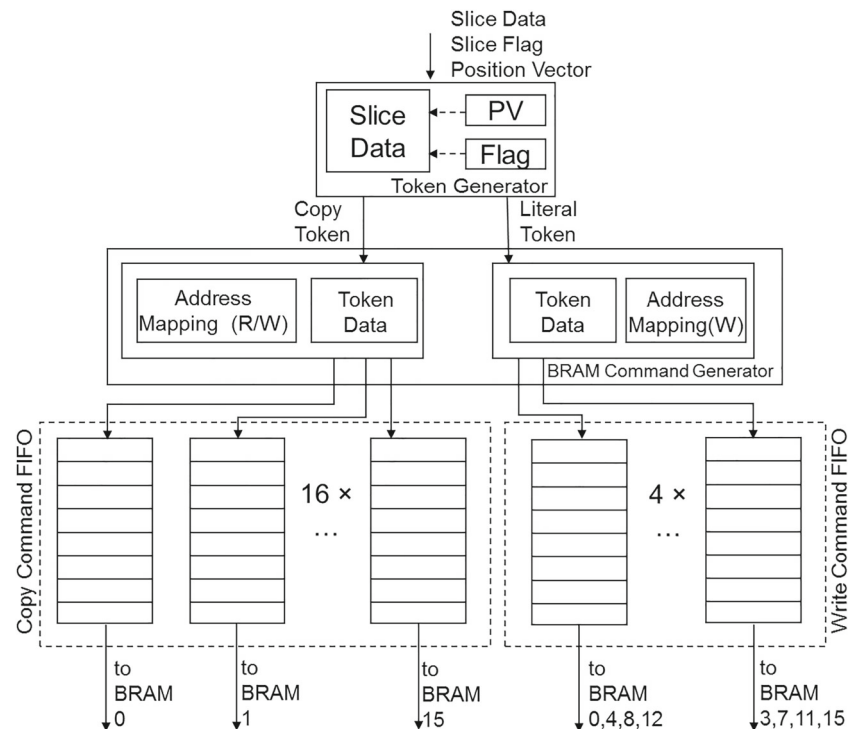 Slice Data
Slice Flag
Position Vector
Slice
Data
PV
Flag
Token Generator
Copy
Token
Literal
Token
Address
Mapping (R/W)
Token
Data
Token
Data
Address
Mapping(W)
BRAM Command Generator
Copy Command FIFO
16 ×
...
4 ×
...
Write Command FIFO
to
BRAM
0
to
BRAM
1
to
BRAM
15
to
BRAM
0,4,8,12
to
BRAM
3,7,11,15